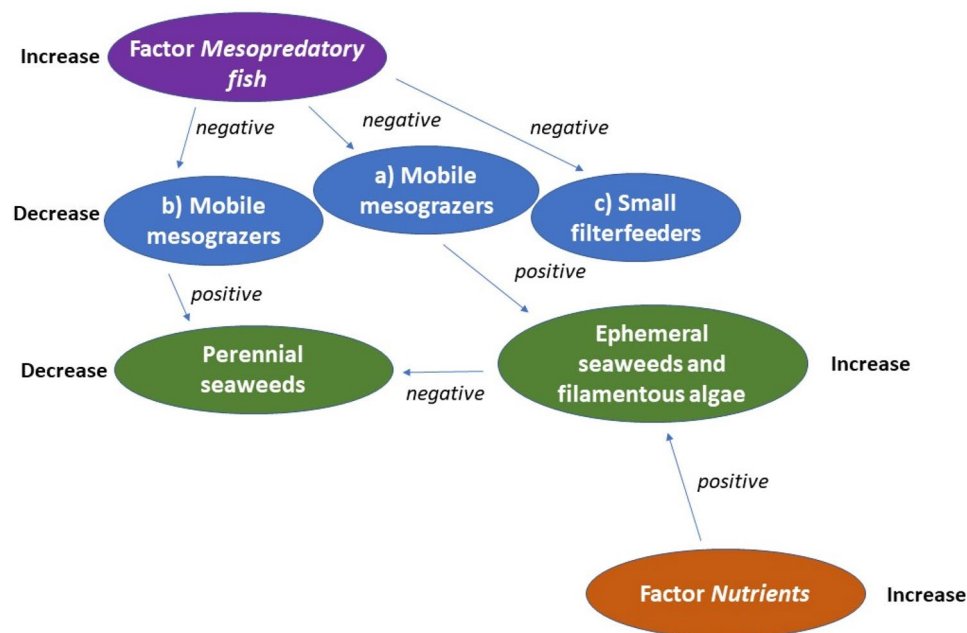 Increase
Factor Mesopredatory
fish
negative
negative
negative
Decrease
b) Mobile
mesograzers
a) Mobile
mesograzers
c) Small
filterfeeders
positive
positive
Decrease
Perennial
seaweeds
negative
Ephemeral
seaweeds and
filamentous algae
Increase
positive
Factor Nutrients
Increase